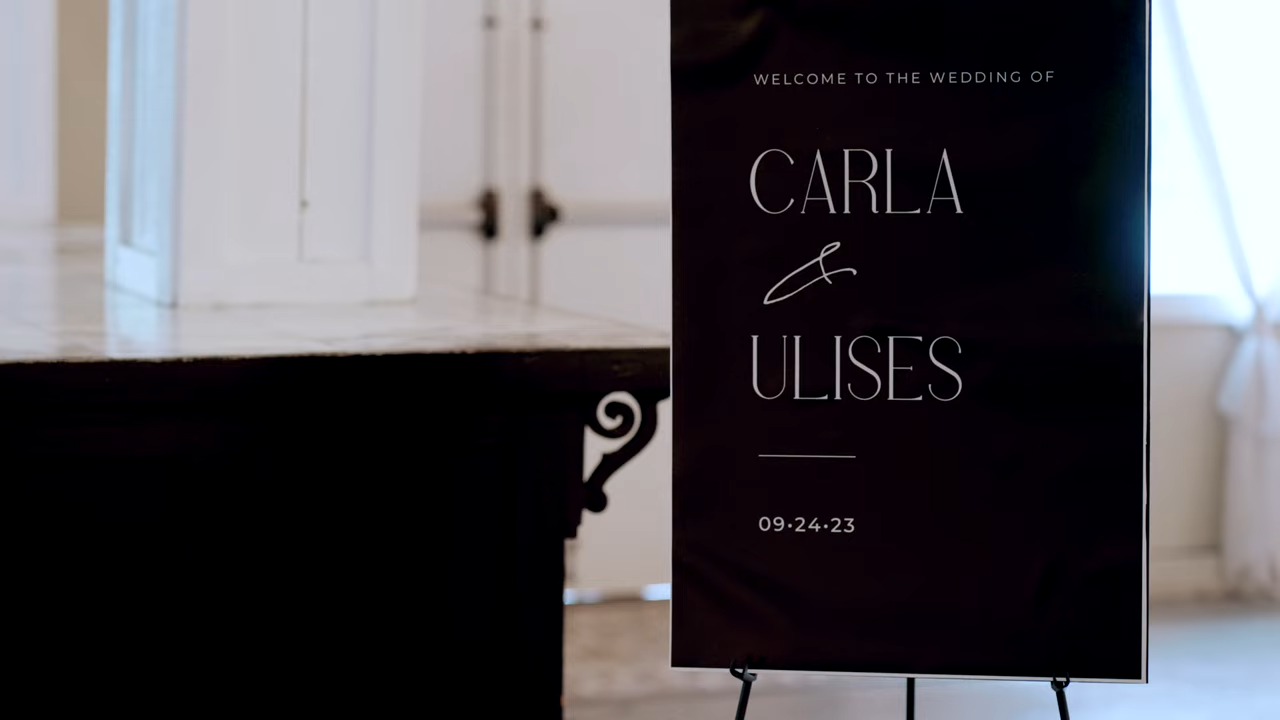 WELCOME TO THE WEDDING OF
CARLA
&
ULISES
09•24•23